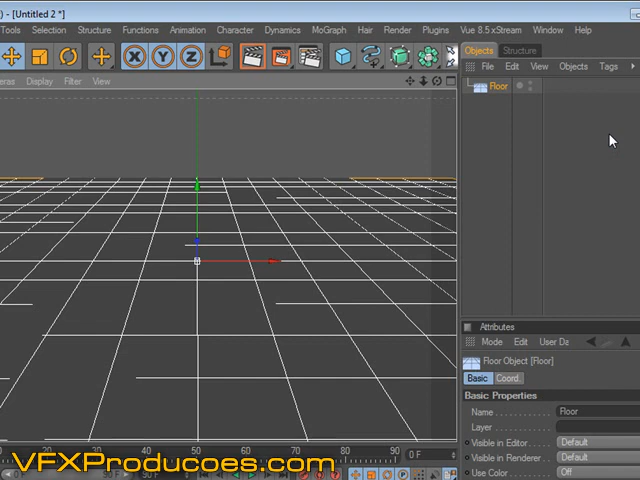 ) - [Untitled 2 *]
Tools Selection Structure Functions Animation Character Dynamics MoGraph Hair Render Plugins Vue 8.5 xStream Window Help
X Y Z
Objects Structure
eras Display Filter View
File Edit View Objects Tags
Floor
Attributes
Mode Edit User Da
Floor Object [Floor]
Basic Coord.
Basic Properties
Name Floor
Layer
Visible in Editor Default
Visible in Renderer Default
Use Color Off
10 20 30 40 50 60 70 80 90
0 F
VFXProducoes.com